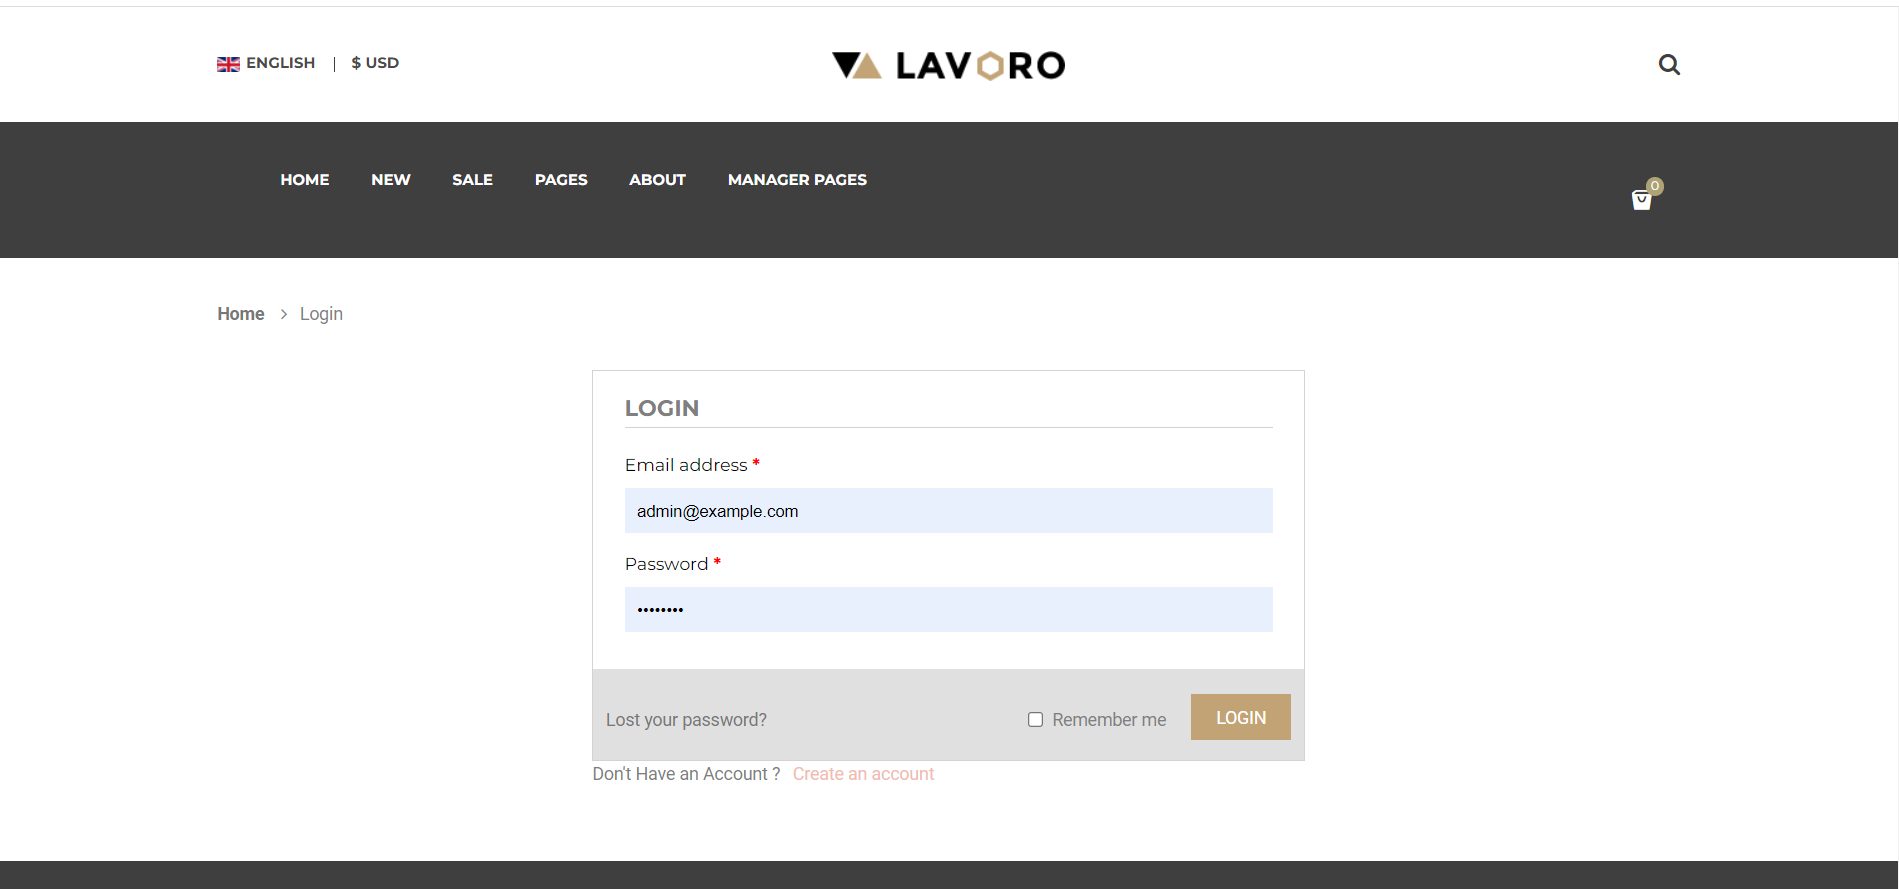 ENGLISH | $ USD
LAVORO
HOME NEW SALE PAGES ABOUT MANAGER PAGES
0
Home > Login
LOGIN
Email address *
admin@example.com
Password *
••••••••
Lost your password? Remember me LOGIN
Don't Have an Account ? Create an account